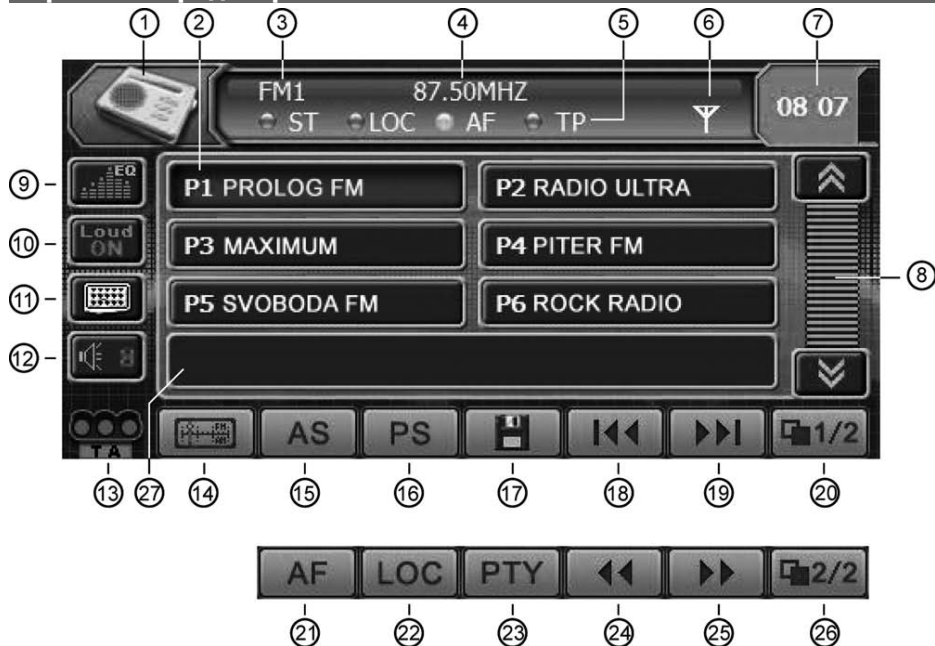 1 2 3 4 5 6 7
FM1 87.50MHZ
ST LOC AF TP
08 07
9 EQ
P1 PROLOG FM P2 RADIO ULTRA
10 Loud ON
P3 MAXIMUM P4 PITER FM
8
11
P5 SVOBODA FM P6 ROCK RADIO
12
TA
FM AM AS PS 1/2
13 27 14 15 16 17 18 19 20
AF LOC PTY 2/2
21 22 23 24 25 26